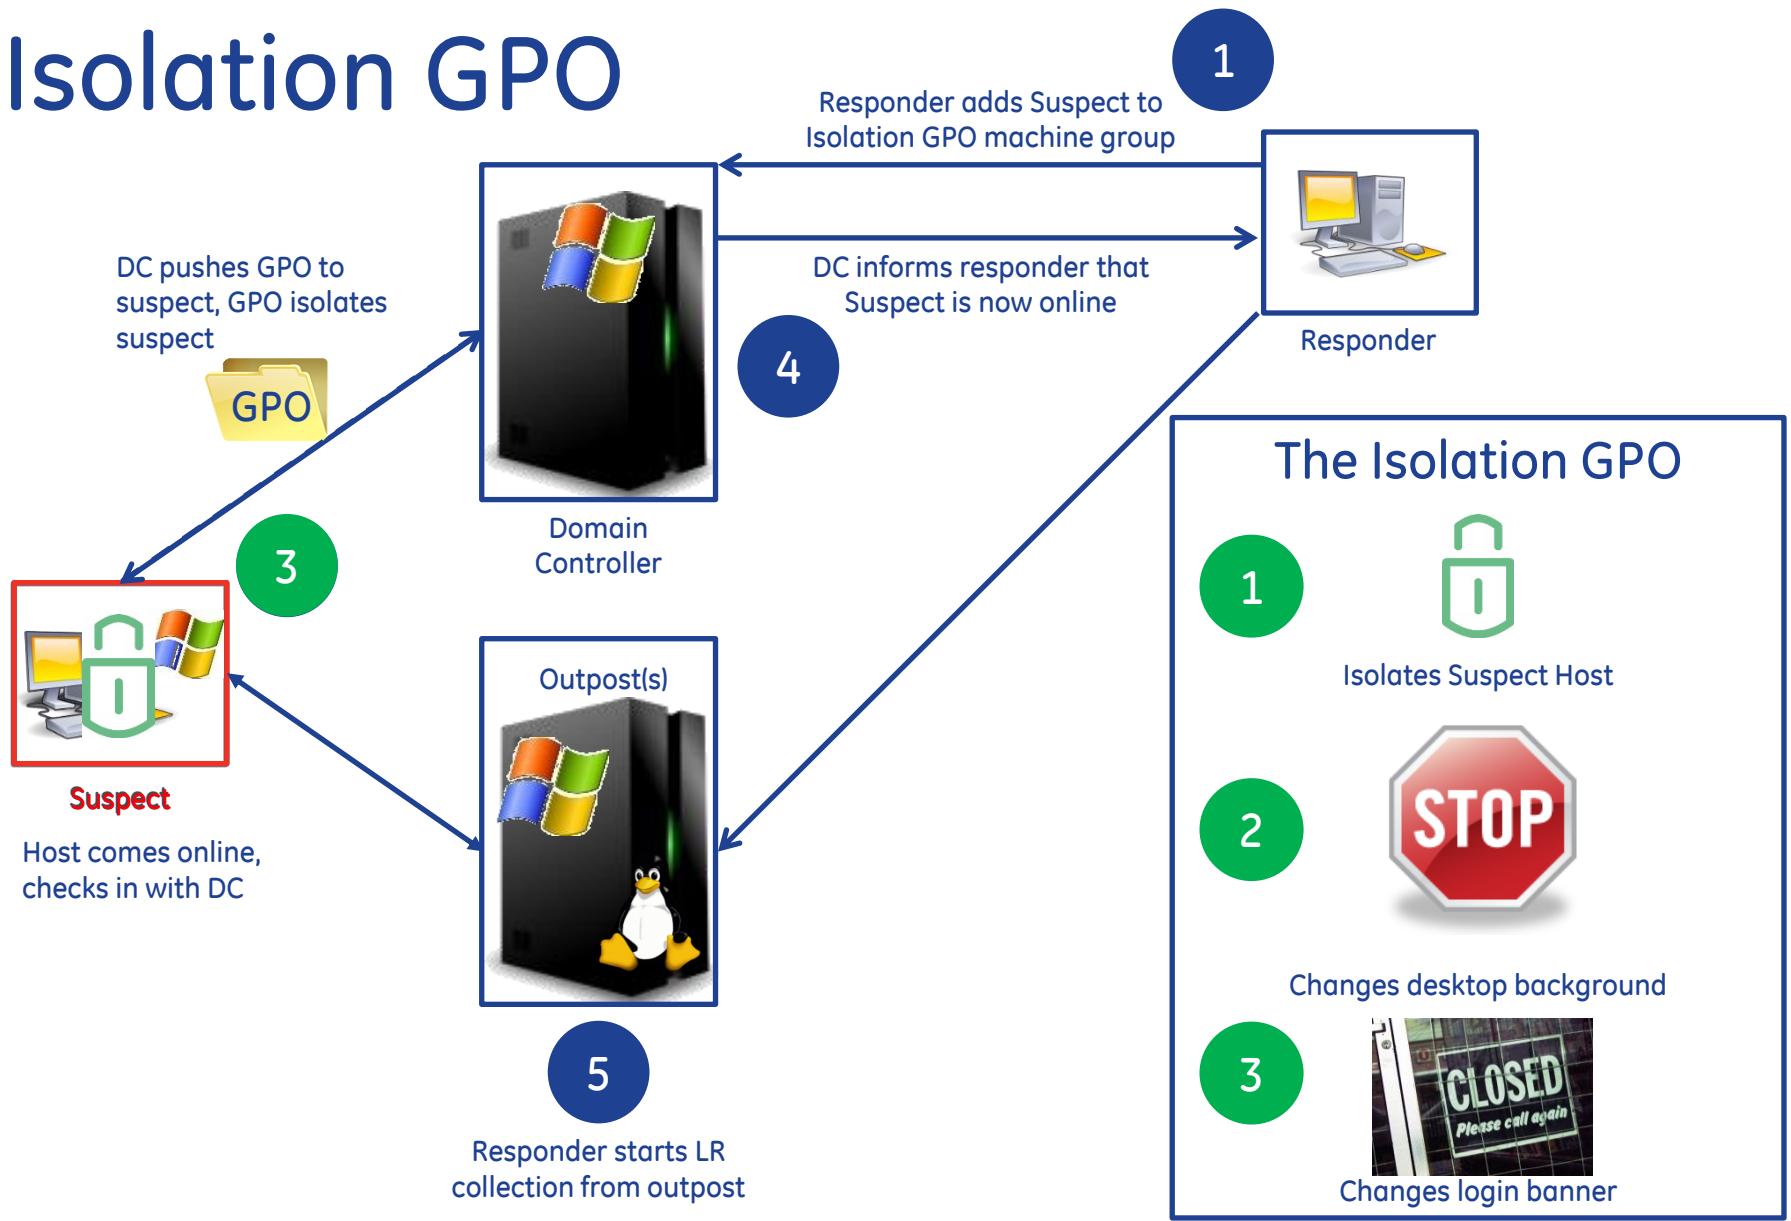 Isolation GPO
1
Responder adds Suspect to
Isolation GPO machine group
DC informs responder that
Suspect is now online
Responder
DC pushes GPO to
suspect, GPO isolates
suspect
GPO
4
Domain
Controller
3
Suspect
Host comes online,
checks in with DC
Outpost(s)
5
Responder starts LR
collection from outpost
The Isolation GPO
1
Isolates Suspect Host
2
STOP
Changes desktop background
3
CLOSED
Please call again
Changes login banner